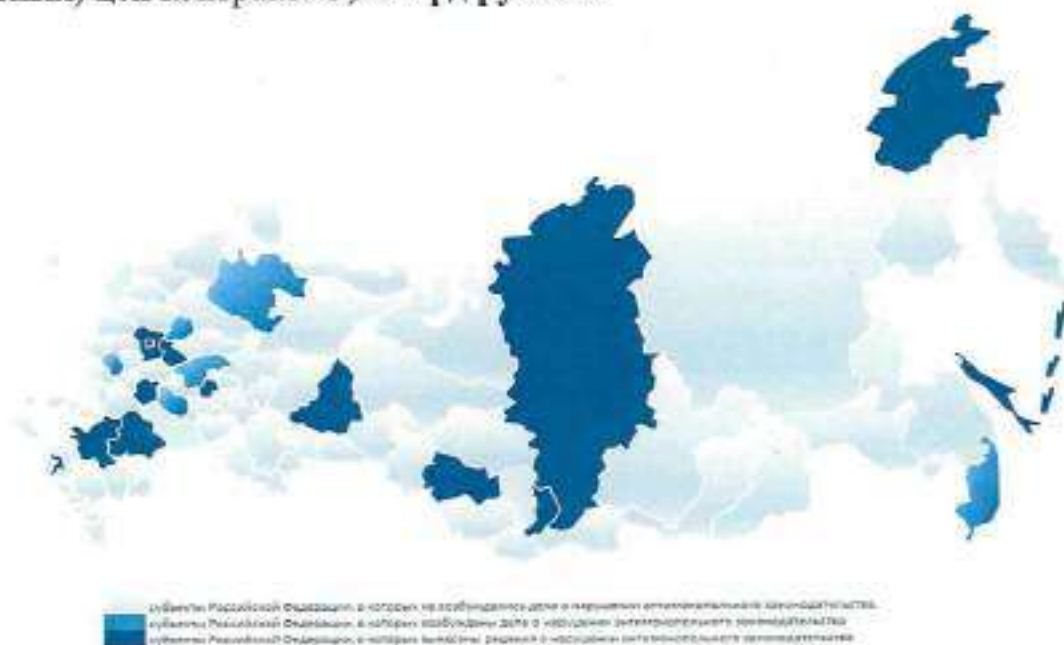 субъекты Российской Федерации, в которых не возбуждались дела о нарушении антимонопольного законодательства
субъекты Российской Федерации, в которых возбуждены дела о нарушении антимонопольного законодательства
субъекты Российской Федерации, в которых вынесены решения о нарушении антимонопольного законодательства